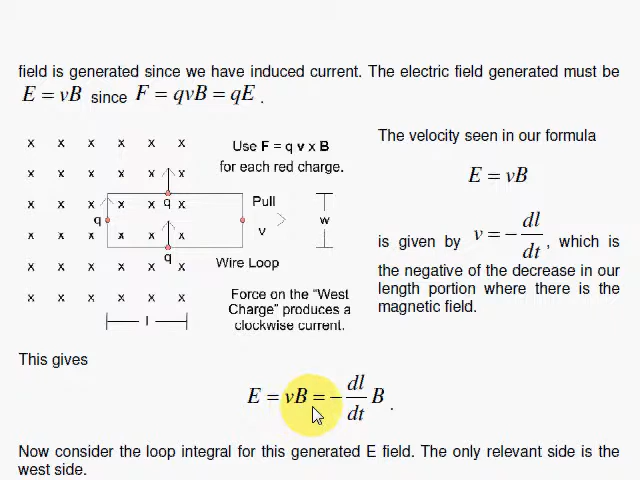 field is generated since we have induced current. The electric field generated must be
E = vB since F = qvB = qE .
x x x x x x
x x x x x x
x x x x x q x
q x x x x x x
q
x x x x x x
x x x x x x
l
Use F = q v x B
for each red charge.
Pull
v
w
Wire Loop
Force on the "West
Charge" produces a
clockwise current.
The velocity seen in our formula
E = vB
is given by v = − dl/dt , which is
the negative of the decrease in our
length portion where there is the
magnetic field.
This gives
E = vB = − dl/dt B .
Now consider the loop integral for this generated E field. The only relevant side is the
west side.